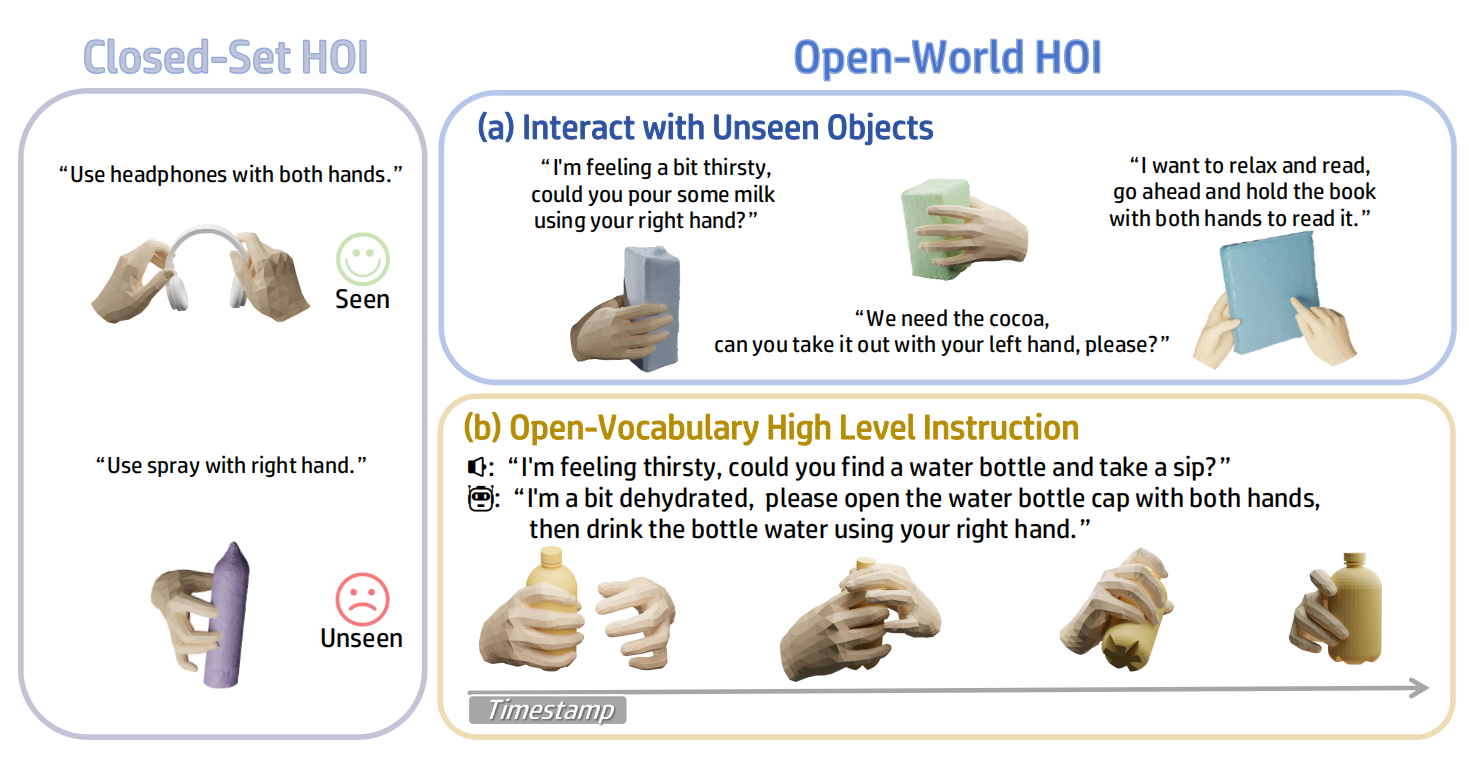 Closed-Set HOI
“Use headphones with both hands.”
Seen
“Use spray with right hand.”
Unseen
Open-World HOI
(a) Interact with Unseen Objects
“I'm feeling a bit thirsty,
could you pour some milk
using your right hand?”
“We need the cocoa,
can you take it out with your left hand, please?”
“I want to relax and read,
go ahead and hold the book
with both hands to read it.”
(b) Open-Vocabulary High Level Instruction
: “I'm feeling thirsty, could you find a water bottle and take a sip?”
: “I'm a bit dehydrated, please open the water bottle cap with both hands,
then drink the bottle water using your right hand.”
Timestamp